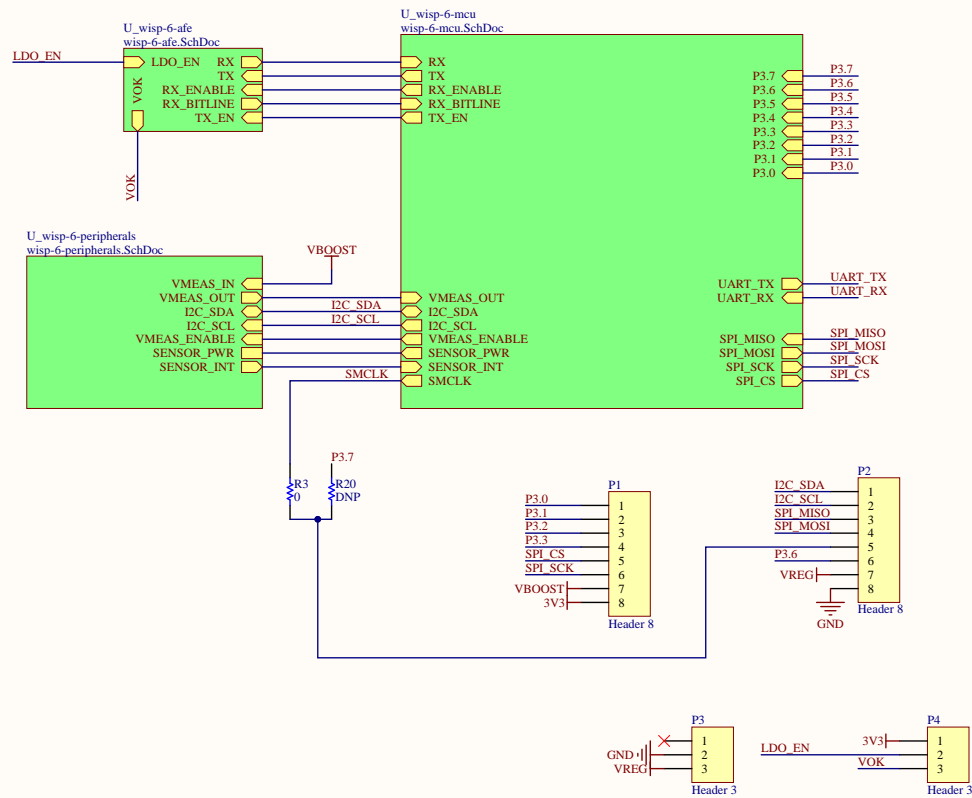 U_wisp-6-afe
wisp-6-afe.SchDoc
LDO_EN
LDO_EN
VOK
VOK
RX
TX
RX_ENABLE
RX_BITLINE
TX_EN
U_wisp-6-mcu
wisp-6-mcu.SchDoc
RX
TX
RX_ENABLE
RX_BITLINE
TX_EN
P3.7 P3.7
P3.6 P3.6
P3.5 P3.5
P3.4 P3.4
P3.3 P3.3
P3.2 P3.2
P3.1 P3.1
P3.0 P3.0
U_wisp-6-peripherals
wisp-6-peripherals.SchDoc
VBOOST
VMEAS_IN
VMEAS_OUT
I2C_SDA
I2C_SCL
VMEAS_ENABLE
SENSOR_PWR
SENSOR_INT
I2C_SDA
I2C_SCL
SMCLK
VMEAS_OUT
I2C_SDA
I2C_SCL
VMEAS_ENABLE
SENSOR_PWR
SENSOR_INT
SMCLK
UART_TX UART_TX
UART_RX UART_RX
SPI_MISO SPI_MISO
SPI_MOSI SPI_MOSI
SPI_SCK SPI_SCK
SPI_CS SPI_CS
P3.7
R3
0
R20
DNP
P1
P3.0 1
P3.1 2
P3.2 3
P3.3 4
SPI_CS 5
SPI_SCK 6
VBOOST 7
3V3 8
Header 8
P2
I2C_SDA 1
I2C_SCL 2
SPI_MISO 3
SPI_MOSI 4
5
P3.6 6
VREG 7
8
GND
Header 8
P3
1
GND 2
VREG 3
Header 3
P4
3V3 1
LDO_EN 2
VOK 3
Header 3